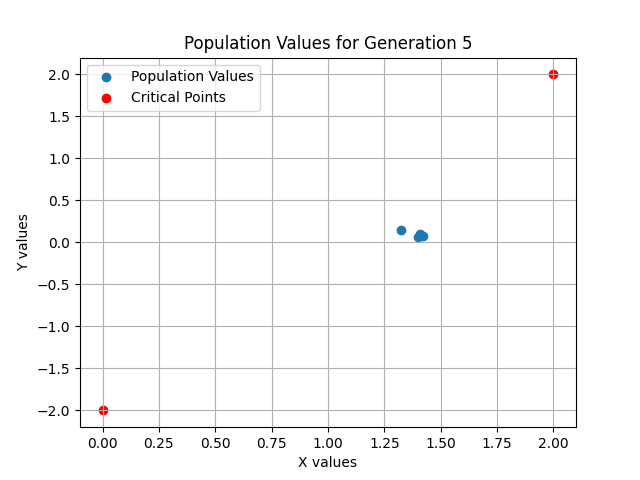 Population Values for Generation 5
Population Values
Critical Points
2.0
1.5
1.0
0.5
0.0
−0.5
−1.0
−1.5
−2.0
Y values
0.00 0.25 0.50 0.75 1.00 1.25 1.50 1.75 2.00
X values